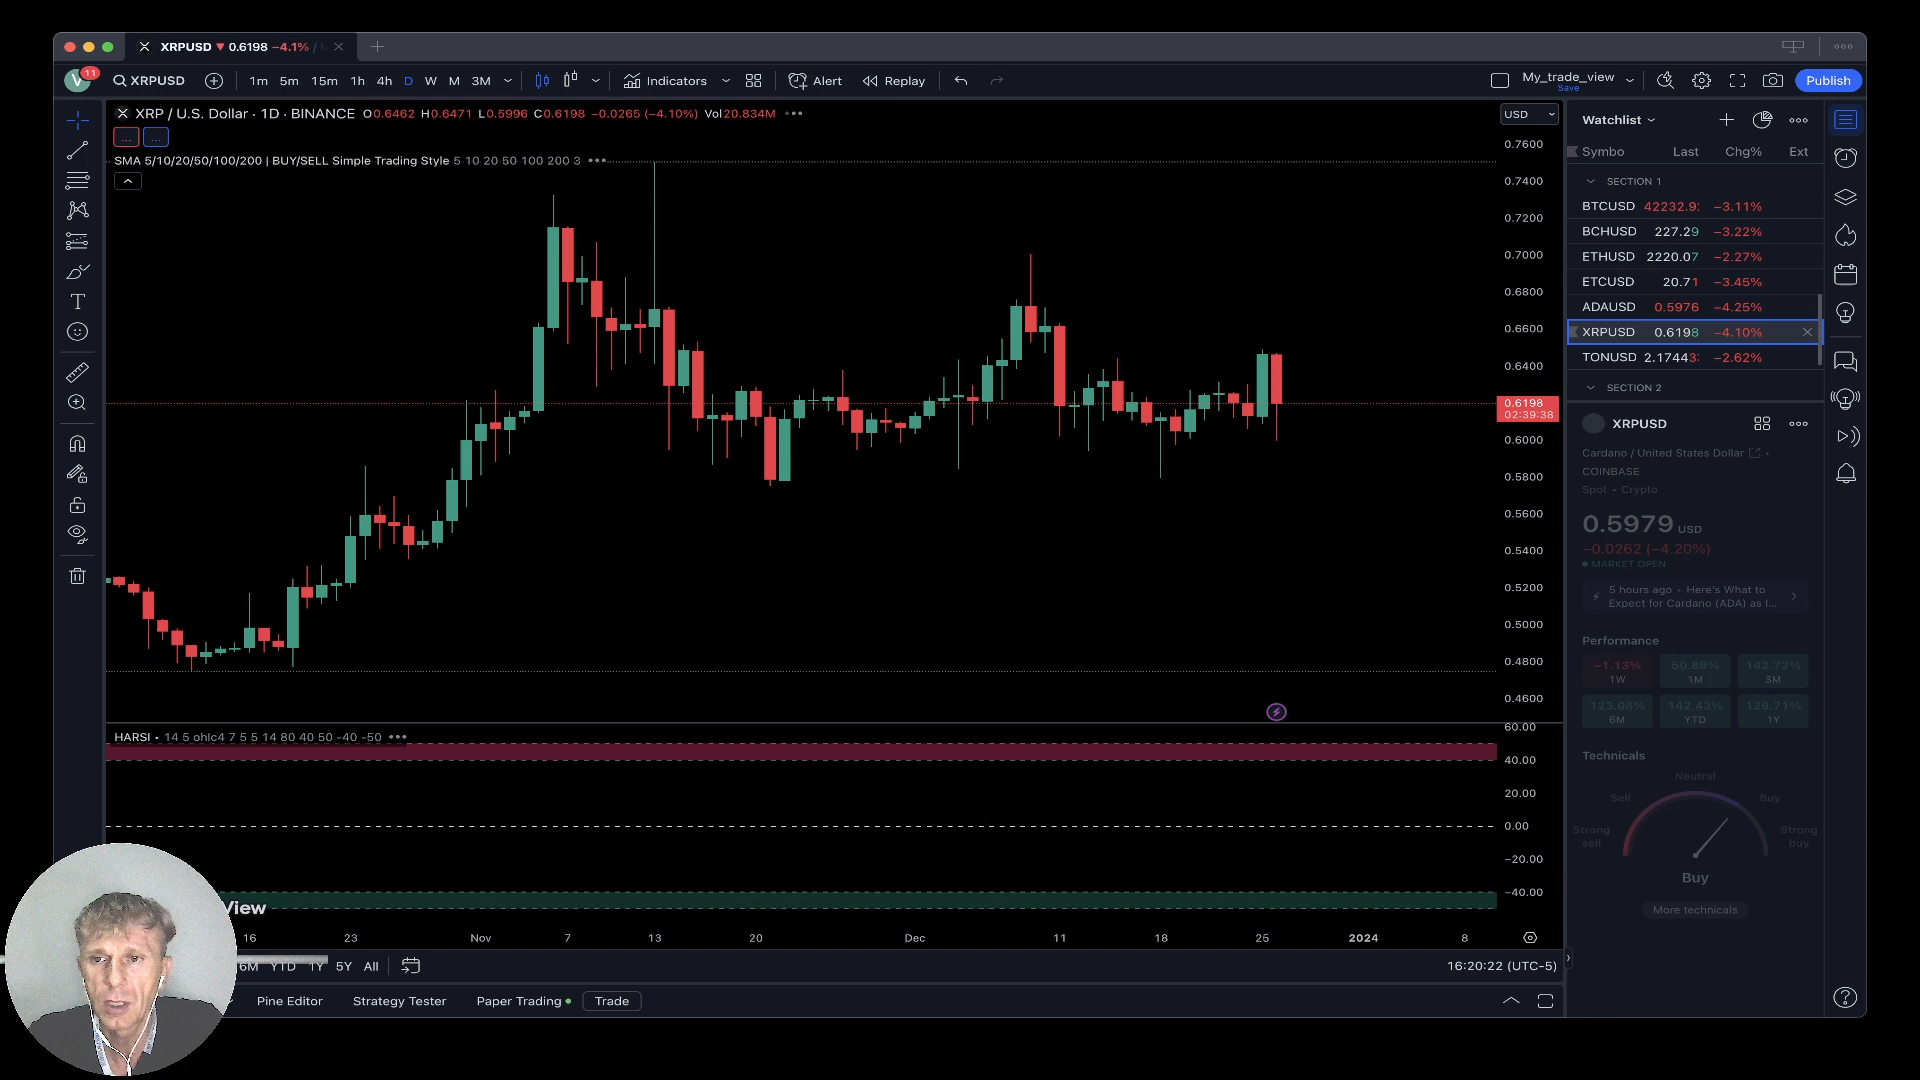 XRPUSD ▼ 0.6198 −4.1% /
V 11 XRPUSD 1m 5m 15m 1h 4h D W M 3M Indicators Alert Replay My_trade_view Save Publish
XRP / U.S. Dollar · 1D · BINANCE O0.6462 H0.6471 L0.5996 C0.6198 −0.0265 (−4.10%) Vol20.834M
SMA 5/10/20/50/100/200 | BUY/SELL Simple Trading Style 5 10 20 50 100 200 3
USD
0.7600
0.7400
0.7200
0.7000
0.6800
0.6600
0.6400
0.6198
02:39:38
0.6000
0.5800
0.5600
0.5400
0.5200
0.5000
0.4800
0.4600
HARSI • 14 5 ohlc4 7 5 5 14 80 40 50 -40 -50
60.00
40.00
20.00
0.00
−20.00
−40.00
View
16 23 Nov 7 13 20 Dec 11 18 25 2024 8
6M YTD 1Y 5Y All
16:20:22 (UTC-5)
Pine Editor Strategy Tester Paper Trading Trade
Watchlist
Symbo Last Chg% Ext
SECTION 1
BTCUSD 42232.9 −3.11%
BCHUSD 227.29 −3.22%
ETHUSD 2220.07 −2.27%
ETCUSD 20.71 −3.45%
ADAUSD 0.5976 −4.25%
XRPUSD 0.6198 −4.10%
TONUSD 2.1744 −2.62%
SECTION 2
XRPUSD
Cardano / United States Dollar
COINBASE
Spot • Crypto
0.5979 USD
−0.0262 (−4.20%)
MARKET OPEN
5 hours ago • Here's What to
Expect for Cardano (ADA) as I...
Performance
−1.13% 50.89% 142.72%
1W 1M 3M
123.08% 142.43% 129.71%
6M YTD 1Y
Technicals
Neutral
Sell Buy
Strong sell Strong buy
Buy
More technicals